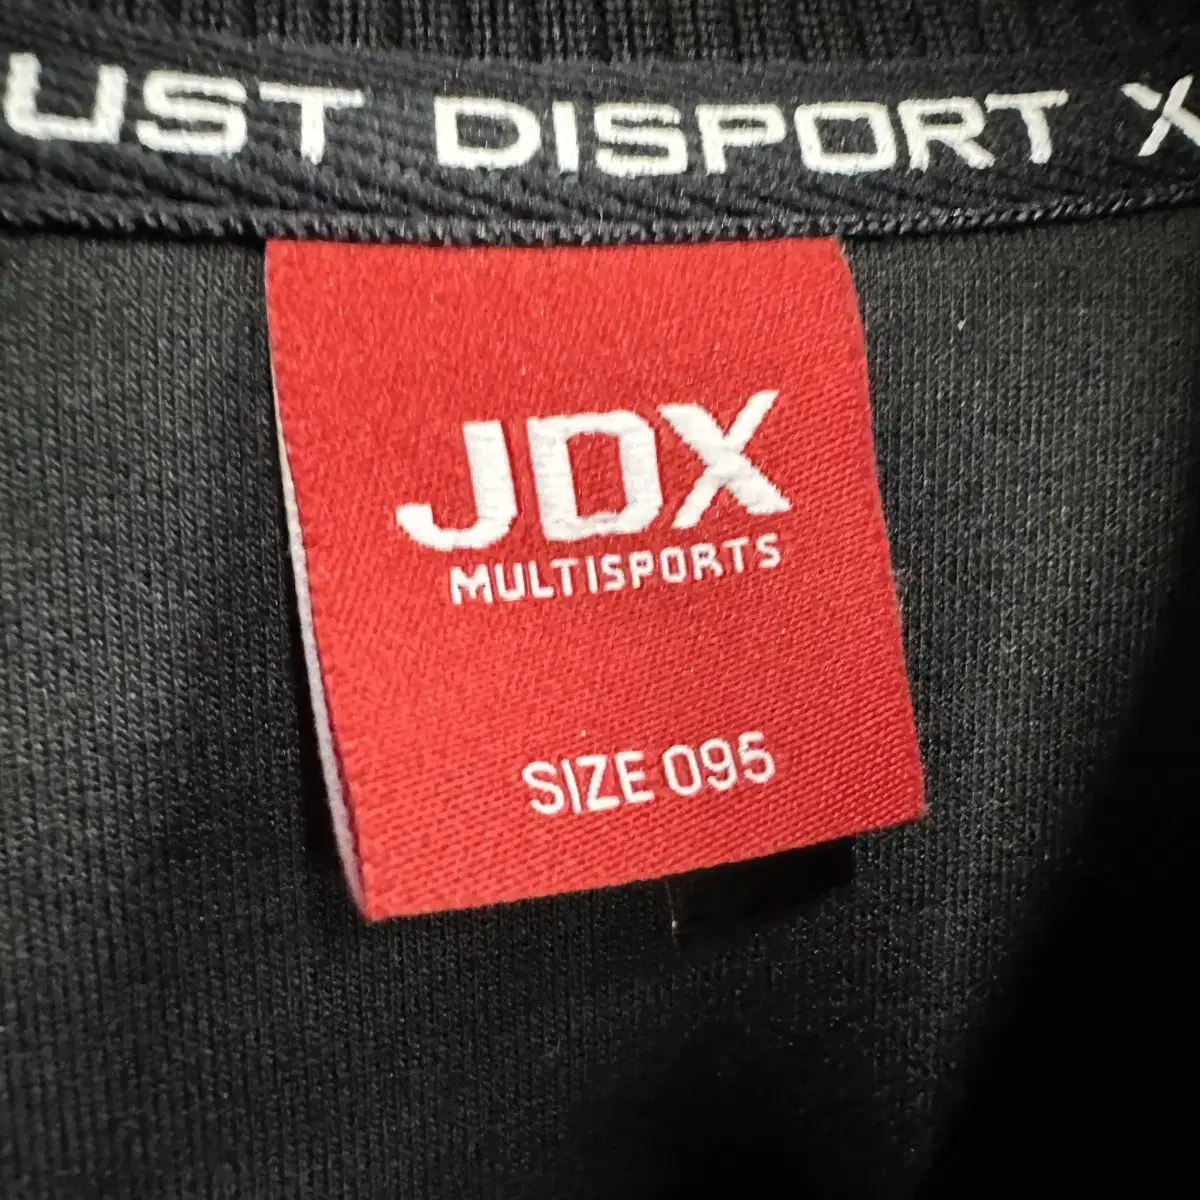 UST DISPORT X
JDX
MULTISPORTS
SIZE 095